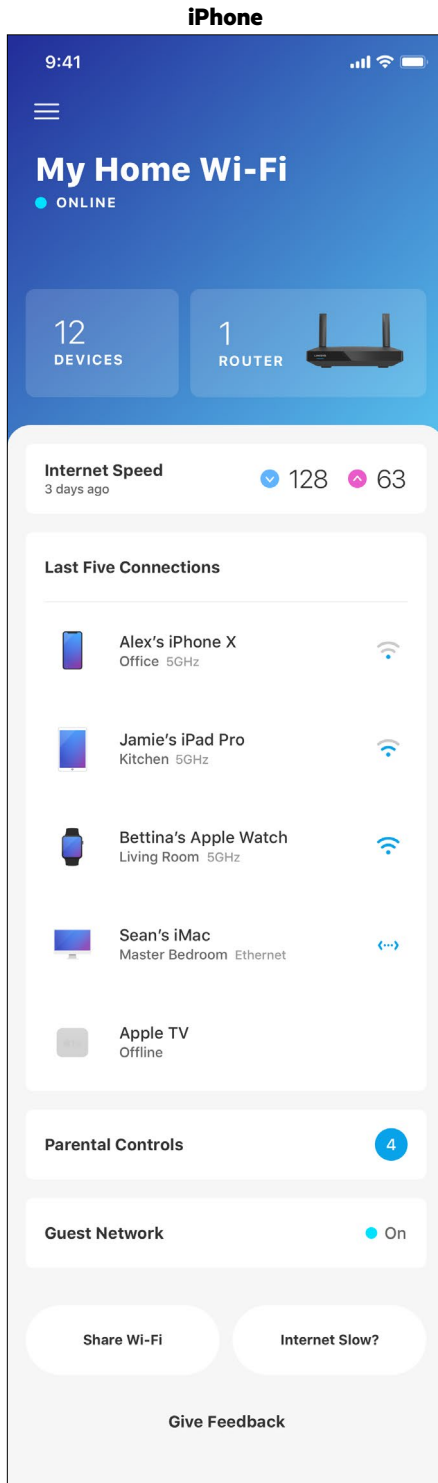 iPhone
9:41
My Home Wi-Fi
ONLINE
12
DEVICES
1
ROUTER
Internet Speed
3 days ago
128
63
Last Five Connections
Alex’s iPhone X
Office 5GHz
Jamie’s iPad Pro
Kitchen 5GHz
Bettina’s Apple Watch
Living Room 5GHz
Sean’s iMac
Master Bedroom Ethernet
Apple TV
Offline
Parental Controls
4
Guest Network
On
Share Wi-Fi
Internet Slow?
Give Feedback